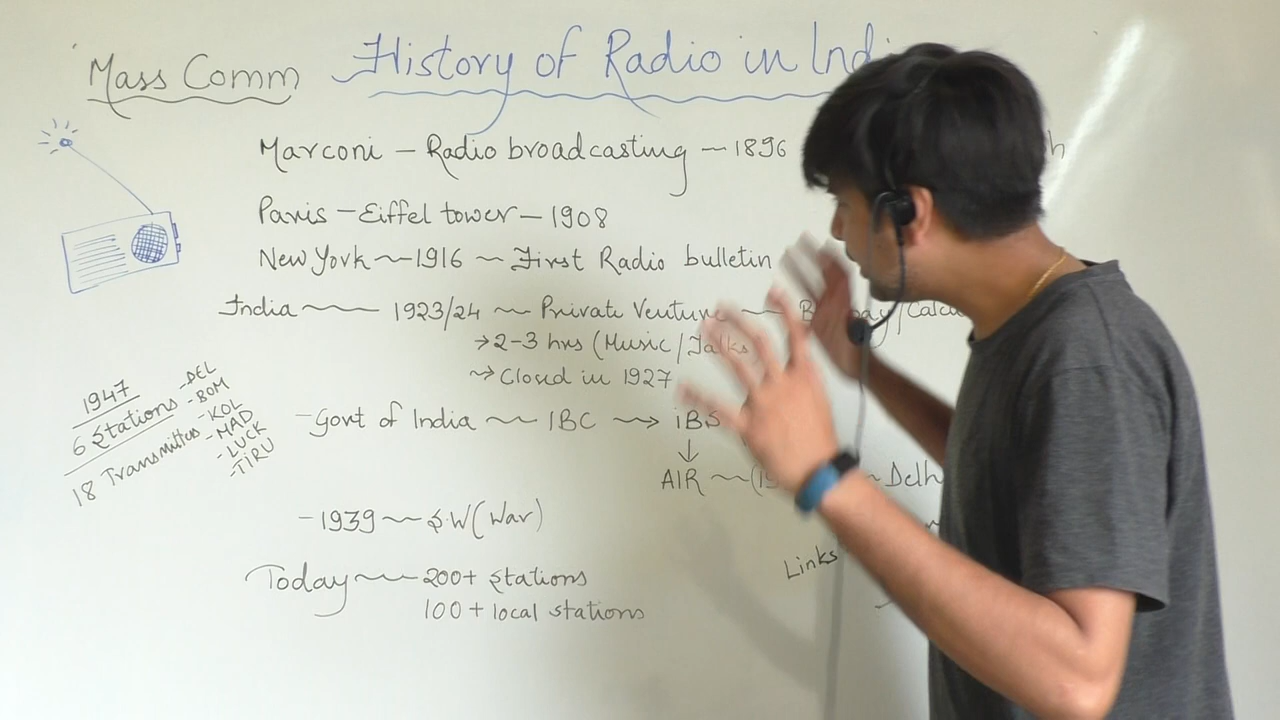 Mass Comm
History of Radio in Ind
Marconi - Radio broadcasting ~ 1896
Paris - Eiffel tower - 1908
New York ~ 1916 ~ First Radio bulletin
India ~ 1923/24 ~ Private Venture ~
→ 2-3 hrs (Music/Talks
~> Closed in 1927
- Govt of India ~ IBC ~> iBS
↓
AIR ~
- 1939 ~ SW (War)
Today ~ 200+ Stations
100+ local stations
1947
6 Stations
18 Transmitters
- DEL
- BOM
- KOL
- MAD
- LUCK
- TIRU
Links